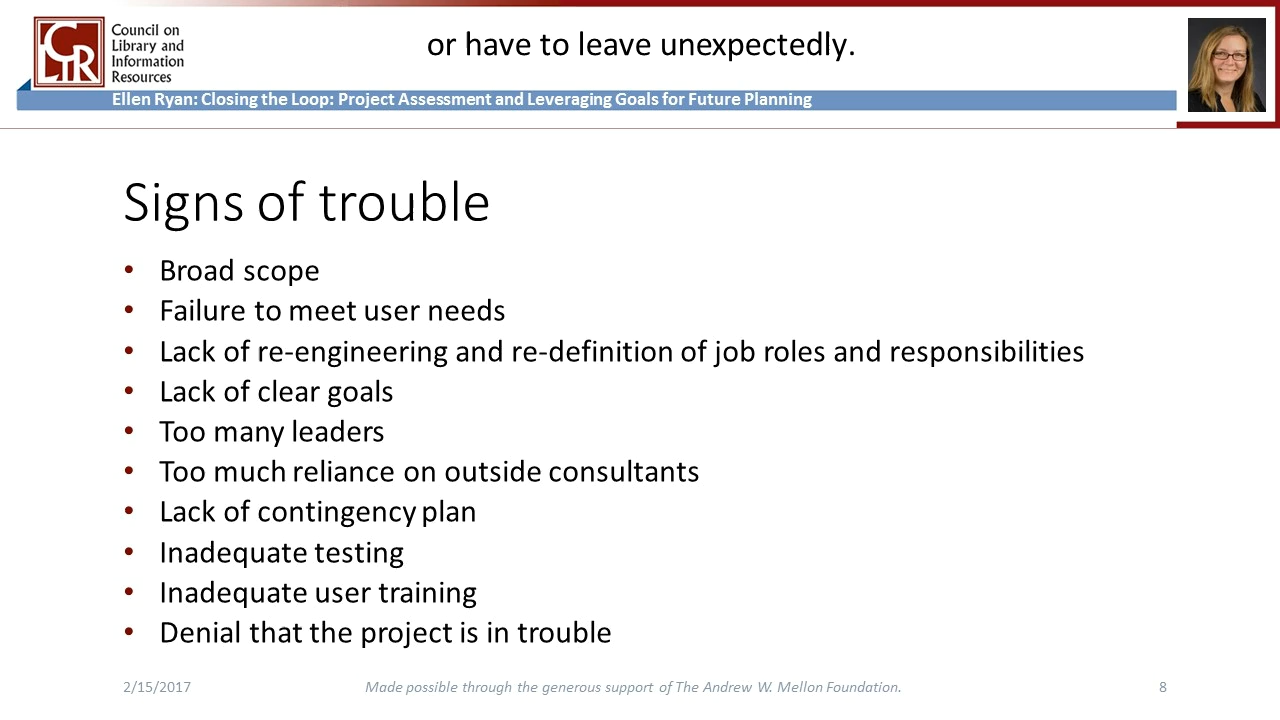 CLIR
Council on
Library and
Information
Resources
or have to leave unexpectedly.
Ellen Ryan: Closing the Loop: Project Assessment and Leveraging Goals for Future Planning
Signs of trouble
• Broad scope
• Failure to meet user needs
• Lack of re-engineering and re-definition of job roles and responsibilities
• Lack of clear goals
• Too many leaders
• Too much reliance on outside consultants
• Lack of contingency plan
• Inadequate testing
• Inadequate user training
• Denial that the project is in trouble
2/15/2017
Made possible through the generous support of The Andrew W. Mellon Foundation.
8